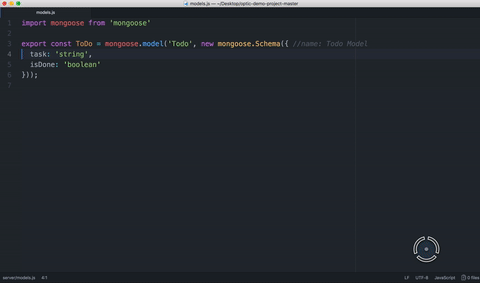 models.js — ~/Desktop/optic-demo-project-master
models.js
1 import mongoose from 'mongoose'
2
3 export const ToDo = mongoose.model('Todo', new mongoose.Schema({ //name: Todo Model
4 task: 'string',
5 isDone: 'boolean'
6 }));
7
server/models.js 4:1 LF UTF-8 JavaScript 0 files